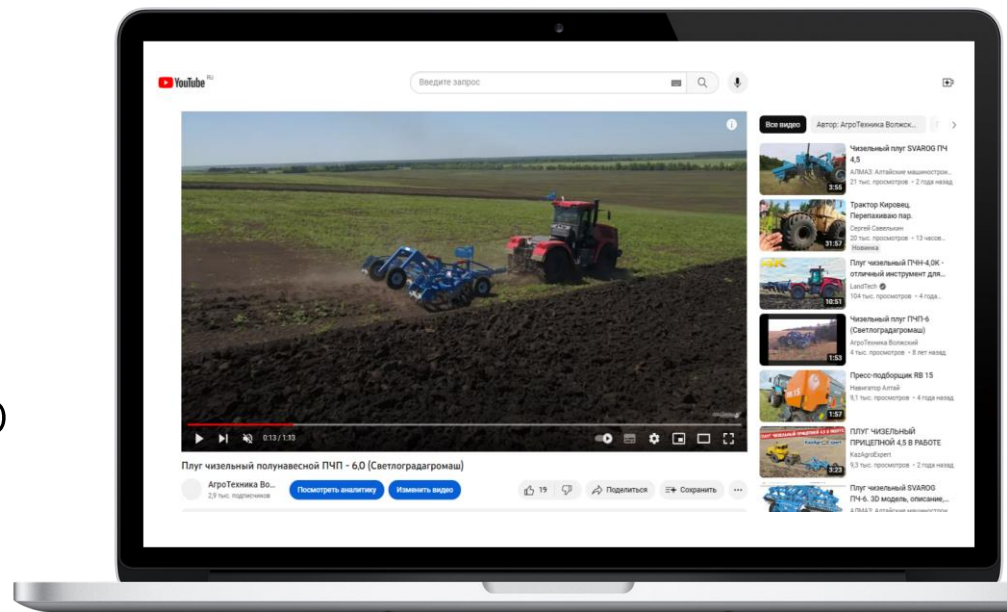 )
YouTube RU
Введите запрос
0:13 / 1:33
Плуг чизельный полунавесной ПЧП - 6,0 (Светлоградагромаш)
АгроТехника Во...
2,9 тыс. подписчиков
Посмотреть аналитику
Изменить видео
19
Поделиться
Сохранить
Все видео
Автор: АгроТехника Волжск...
Чизельный плуг SVAROG ПЧ
4,5
АЛМАЗ: Алтайские машиностроит...
21 тыс. просмотров • 2 года назад
3:55
Трактор Кировец.
Перепахиваю пар.
Сергей Савелькин
20 тыс. просмотров • 13 часов...
Новинка
31:57
Плуг чизельный ПЧН-4,0К -
отличный инструмент для...
LandTech
104 тыс. просмотров • 4 года...
4K
10:51
Чизельный плуг ПЧП-6
(Светлоградагромаш)
АгроТехника Волжский
4 тыс. просмотров • 8 лет назад
1:53
Пресс-подборщик RB 15
Навигатор Алтай
9,1 тыс. просмотров • 4 года назад
1:57
ПЛУГ ЧИЗЕЛЬНЫЙ
ПРИЦЕПНОЙ 4,5 В РАБОТЕ
KazAgroExpert
9,3 тыс. просмотров • 2 года назад
3:23
Плуг чизельный SVAROG
ПЧ-6. 3D модель, описание,...